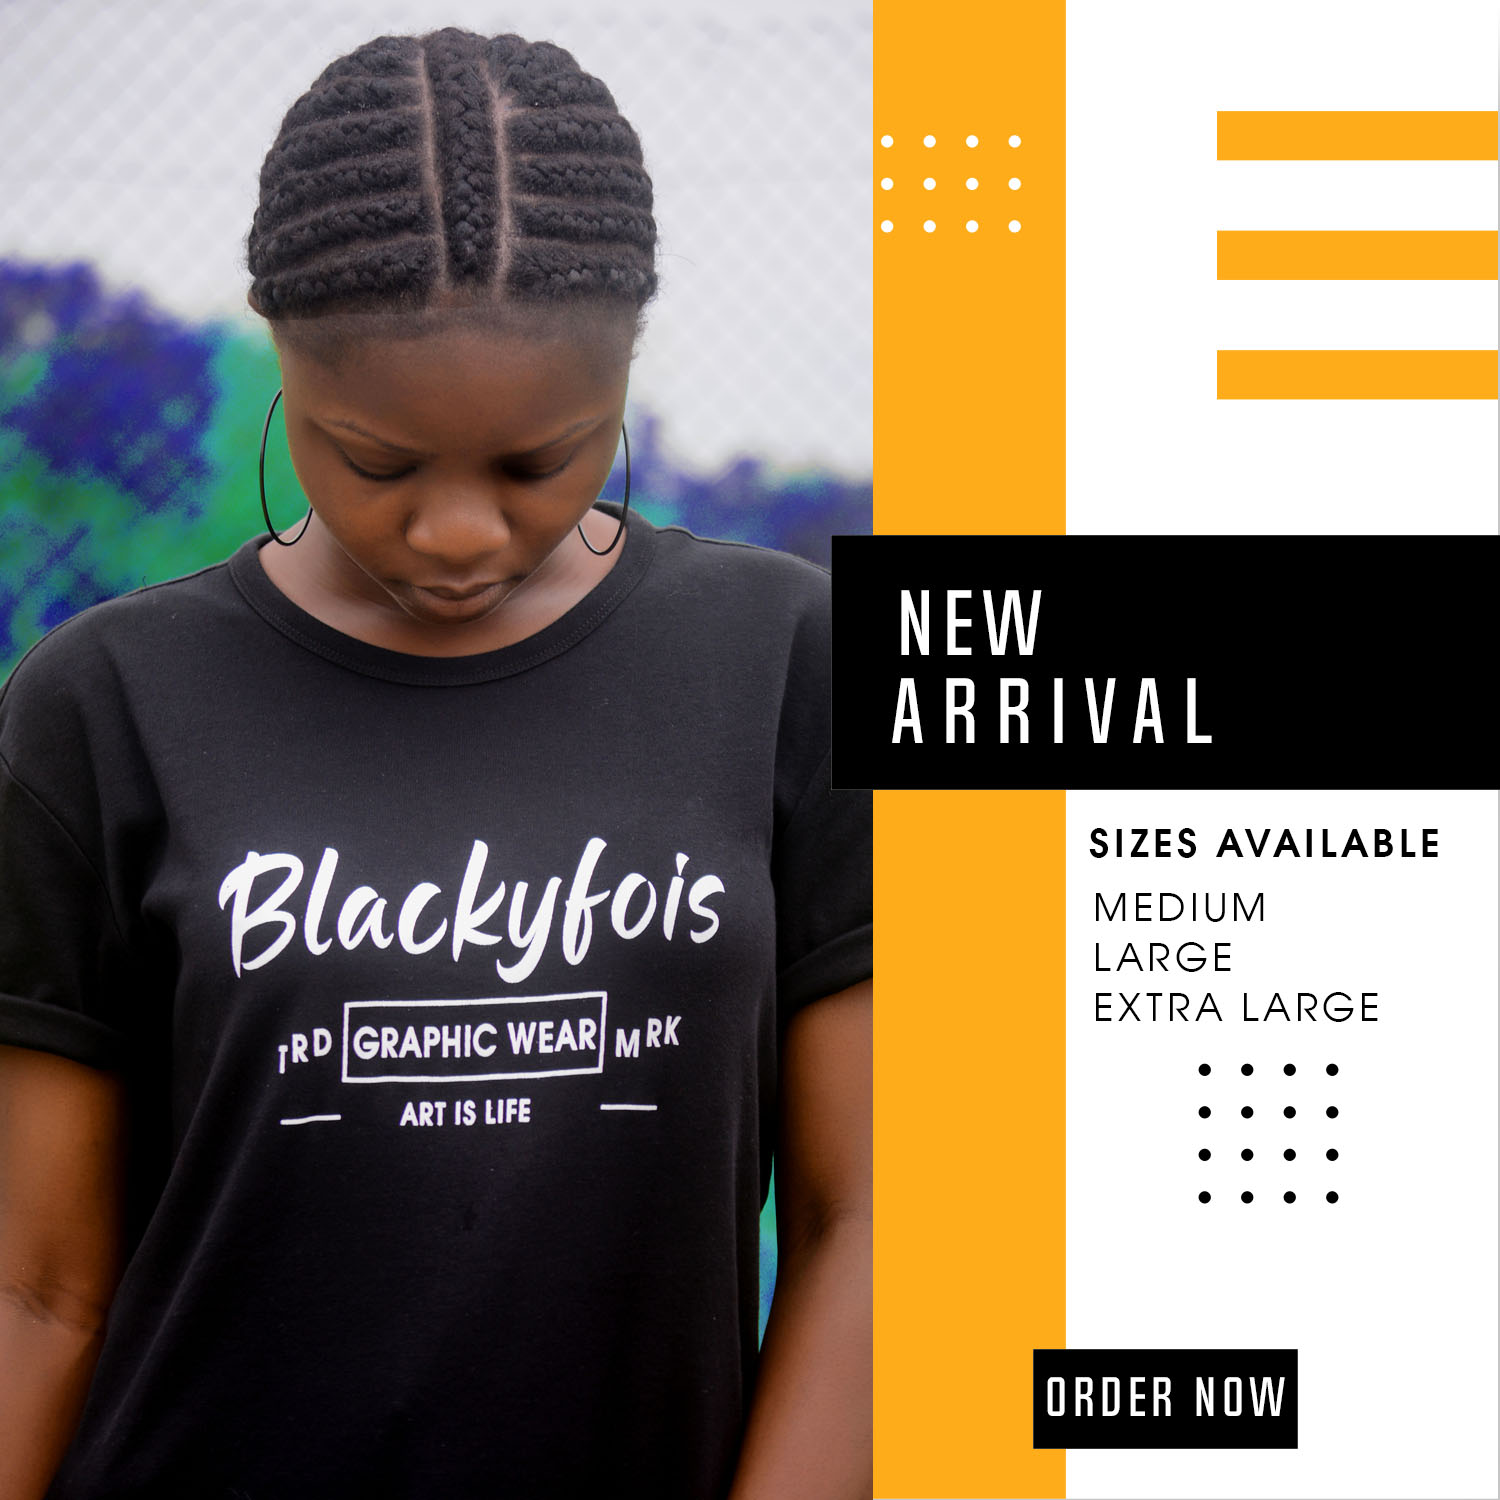 Blackyfois
TRD GRAPHIC WEAR MRK
ART IS LIFE
NEW
ARRIVAL
SIZES AVAILABLE
MEDIUM
LARGE
EXTRA LARGE
ORDER NOW